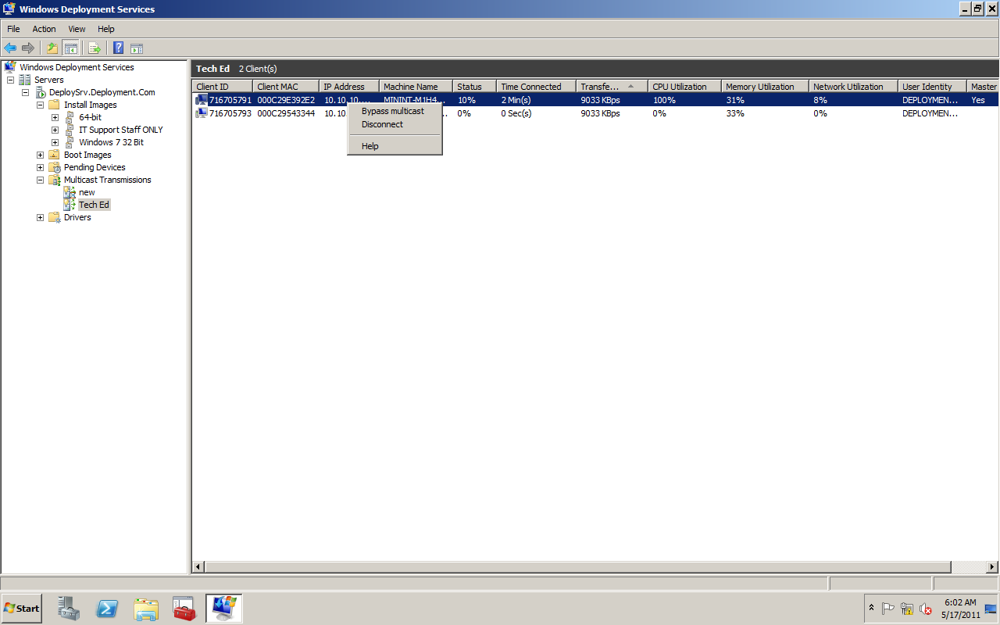 Windows Deployment Services
File Action View Help
Windows Deployment Services
Servers
DeploySrv.Deployment.Com
Install Images
64-bit
IT Support Staff ONLY
Windows 7 32 Bit
Boot Images
Pending Devices
Multicast Transmissions
new
Tech Ed
Drivers
Tech Ed 2 Client(s)
Client ID Client MAC IP Address Machine Name Status Time Connected Transfe... CPU Utilization Memory Utilization Network Utilization User Identity Master
716705791 000C29E392E2 10.10.10.... MININT-M1H4... 10% 2 Min(s) 9033 KBps 100% 31% 8% DEPLOYMEN... Yes
716705793 000C29543344 10.10. 0% 0 Sec(s) 9033 KBps 0% 33% 0% DEPLOYMEN...
Bypass multicast
Disconnect
Help
Start
6:02 AM
5/17/2011